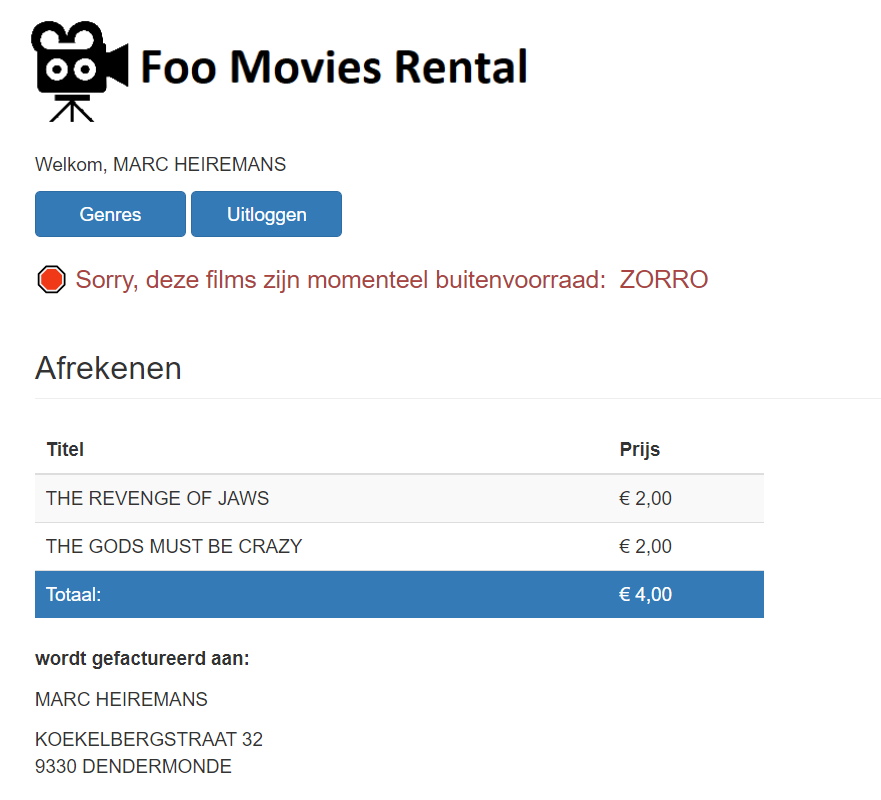 Foo Movies Rental
Welkom, MARC HEIREMANS
Genres Uitloggen
Sorry, deze films zijn momenteel buitenvoorraad: ZORRO
Afrekenen
Titel Prijs
THE REVENGE OF JAWS € 2,00
THE GODS MUST BE CRAZY € 2,00
Totaal: € 4,00
wordt gefactureerd aan:
MARC HEIREMANS
KOEKELBERGSTRAAT 32
9330 DENDERMONDE